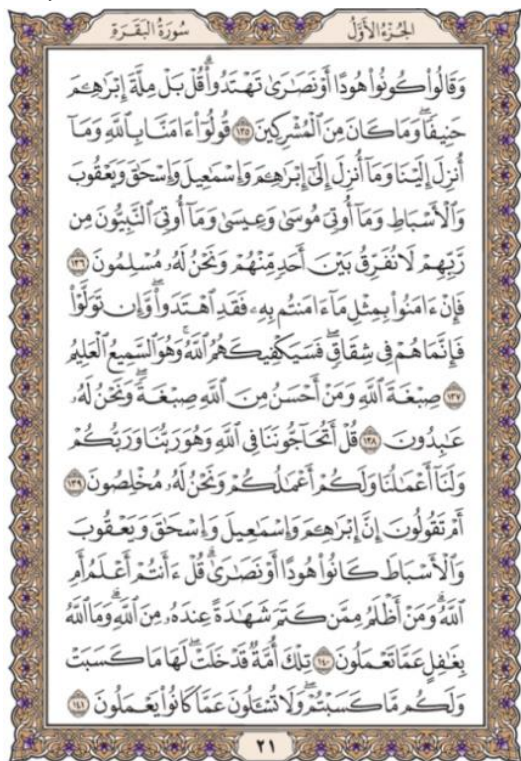 الجُزْءُ الأَوَّلُ سُورَةُ البَقَرَةِ
وَقَالُوا۟ كُونُوا۟ هُودًا أَوْ نَصَٰرَىٰ تَهْتَدُوا۟ ۗ قُلْ بَلْ مِلَّةَ إِبْرَٰهِـۧمَ
حَنِيفًا ۖ وَمَا كَانَ مِنَ ٱلْمُشْرِكِينَ ١٣٥ قُولُوٓا۟ ءَامَنَّا بِٱللَّهِ وَمَآ
أُنزِلَ إِلَيْنَا وَمَآ أُنزِلَ إِلَىٰٓ إِبْرَٰهِـۧمَ وَإِسْمَٰعِيلَ وَإِسْحَٰقَ وَيَعْقُوبَ
وَٱلْأَسْبَاطِ وَمَآ أُوتِىَ مُوسَىٰ وَعِيسَىٰ وَمَآ أُوتِىَ ٱلنَّبِيُّونَ مِن
رَّبِّهِمْ لَا نُفَرِّقُ بَيْنَ أَحَدٍ مِّنْهُمْ وَنَحْنُ لَهُۥ مُسْلِمُونَ ١٣٦
فَإِنْ ءَامَنُوا۟ بِمِثْلِ مَآ ءَامَنتُم بِهِۦ فَقَدِ ٱهْتَدَوا۟ ۖ وَّإِن تَوَلَّوْا۟
فَإِنَّمَا هُمْ فِى شِقَاقٍ ۖ فَسَيَكْفِيكَهُمُ ٱللَّهُ ۚ وَهُوَ ٱلسَّمِيعُ ٱلْعَلِيمُ
١٣٧ صِبْغَةَ ٱللَّهِ ۖ وَمَنْ أَحْسَنُ مِنَ ٱللَّهِ صِبْغَةً ۖ وَنَحْنُ لَهُۥ
عَٰبِدُونَ ١٣٨ قُلْ أَتُحَآجُّونَنَا فِى ٱللَّهِ وَهُوَ رَبُّنَا وَرَبُّكُمْ
وَلَنَآ أَعْمَٰلُنَا وَلَكُمْ أَعْمَٰلُكُمْ وَنَحْنُ لَهُۥ مُخْلِصُونَ ١٣٩
أَمْ تَقُولُونَ إِنَّ إِبْرَٰهِـۧمَ وَإِسْمَٰعِيلَ وَإِسْحَٰقَ وَيَعْقُوبَ
وَٱلْأَسْبَاطَ كَانُوا۟ هُودًا أَوْ نَصَٰرَىٰ ۗ قُلْ ءَأَنتُمْ أَعْلَمُ أَمِ
ٱللَّهُ ۗ وَمَنْ أَظْلَمُ مِمَّن كَتَمَ شَهَٰدَةً عِندَهُۥ مِنَ ٱللَّهِ ۗ وَمَا ٱللَّهُ
بِغَٰفِلٍ عَمَّا تَعْمَلُونَ ١٤٠ تِلْكَ أُمَّةٌ قَدْ خَلَتْ ۖ لَهَا مَا كَسَبَتْ
وَلَكُم مَّا كَسَبْتُمْ ۖ وَلَا تُسْـَٔلُونَ عَمَّا كَانُوا۟ يَعْمَلُونَ ١٤١
٢١